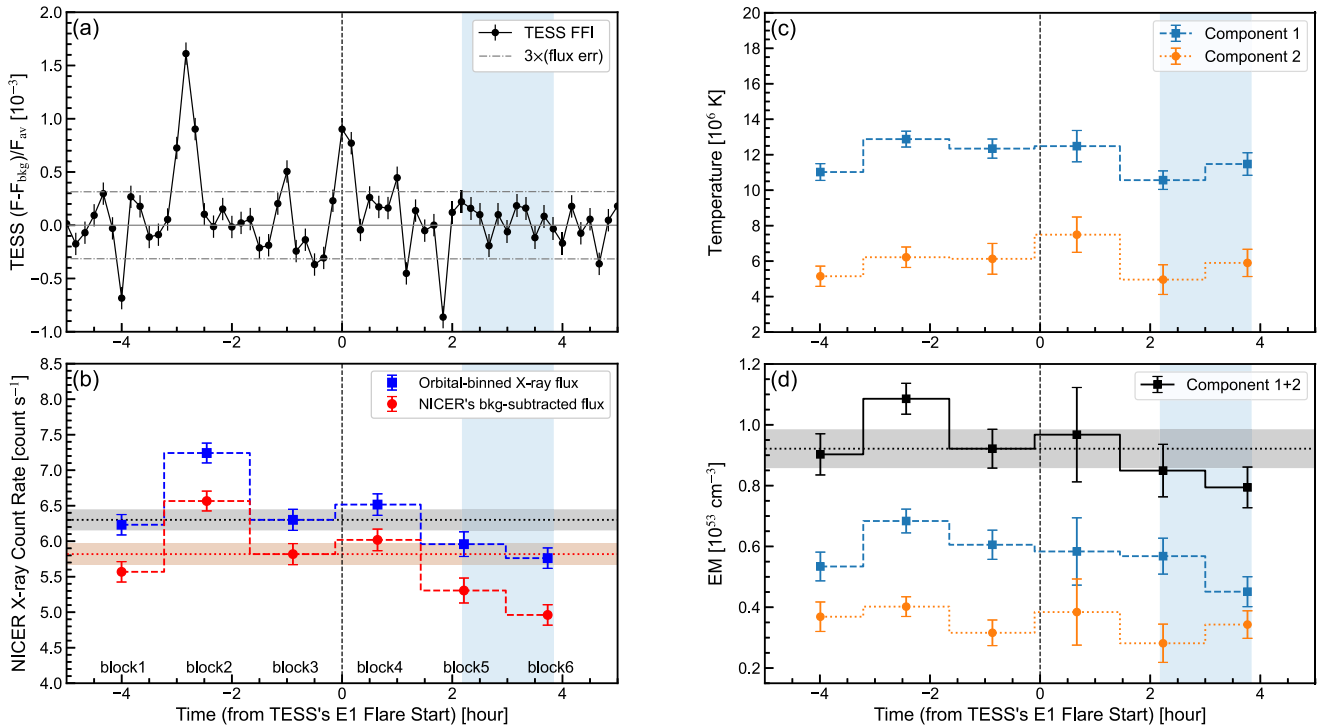 (a)
TESS FFI
3×(flux err)
TESS (F-F_bkg)/F_av [10⁻³]
2.0
1.5
1.0
0.5
0.0
−0.5
−1.0
−4 −2 0 2 4
(b)
Orbital-binned X-ray flux
NICER's bkg-subtracted flux
NICER X-ray Count Rate [count s⁻¹]
8.5
8.0
7.5
7.0
6.5
6.0
5.5
5.0
4.5
4.0
block1 block2 block3 block4 block5 block6
−4 −2 0 2 4
Time (from TESS's E1 Flare Start) [hour]
(c)
Component 1
Component 2
Temperature [10⁶ K]
20
18
16
14
12
10
8
6
4
2
−4 −2 0 2 4
(d)
Component 1+2
EM [10⁵³ cm⁻³]
1.2
1.0
0.8
0.6
0.4
0.2
−4 −2 0 2 4
Time (from TESS's E1 Flare Start) [hour]